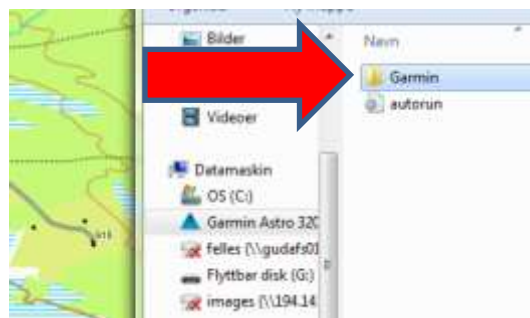 Bilder
Videoer
Datamaskin
OS (C:)
Garmin Astro 320
felles (\\gudafs01
Flyttbar disk (G:)
images (\\194.14
Navn
Garmin
autorun